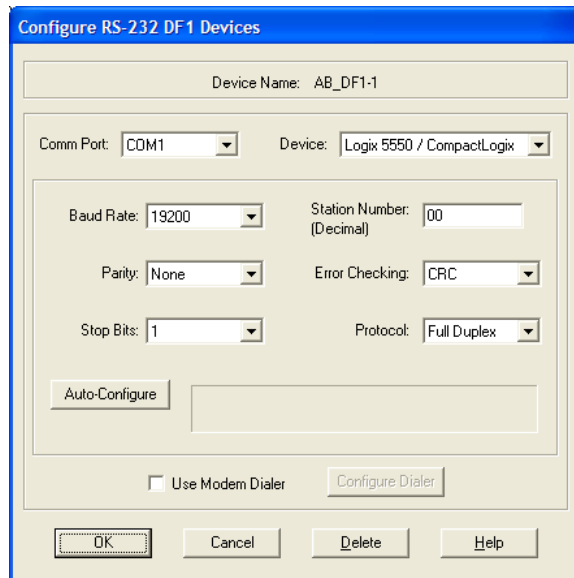 Configure RS-232 DF1 Devices
Device Name: AB_DF1-1
Comm Port: COM1 Device: Logix 5550 / CompactLogix
Baud Rate: 19200 Station Number: 00
(Decimal)
Parity: None Error Checking: CRC
Stop Bits: 1 Protocol: Full Duplex
Auto-Configure
Use Modem Dialer Configure Dialer
OK Cancel Delete Help